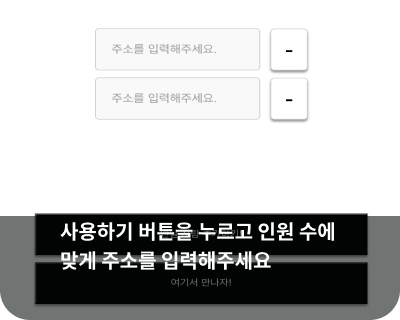 주소를 입력해주세요.
-
주소를 입력해주세요.
-
사용하기 버튼을 누르고 인원 수에
맞게 주소를 입력해주세요
여기서 만나자!